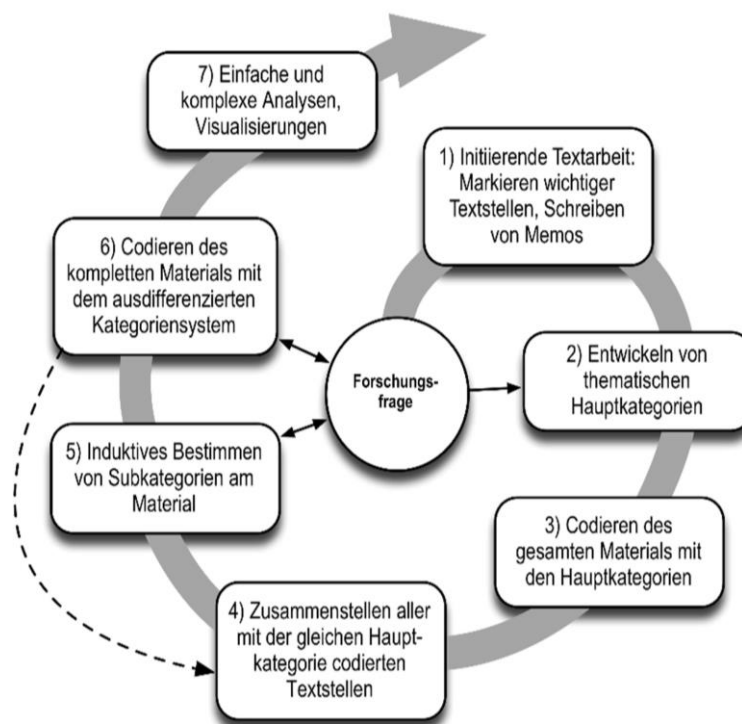 1) Initiierende Textarbeit:
Markieren wichtiger
Textstellen, Schreiben
von Memos
2) Entwickeln von
thematischen
Hauptkategorien
3) Codieren des
gesamten Materials mit
den Hauptkategorien
4) Zusammenstellen aller
mit der gleichen Haupt-
kategorie codierten
Textstellen
5) Induktives Bestimmen
von Subkategorien am
Material
6) Codieren des
kompletten Materials mit
dem ausdifferenzierten
Kategoriensystem
7) Einfache und
komplexe Analysen,
Visualisierungen
Forschungs-
frage